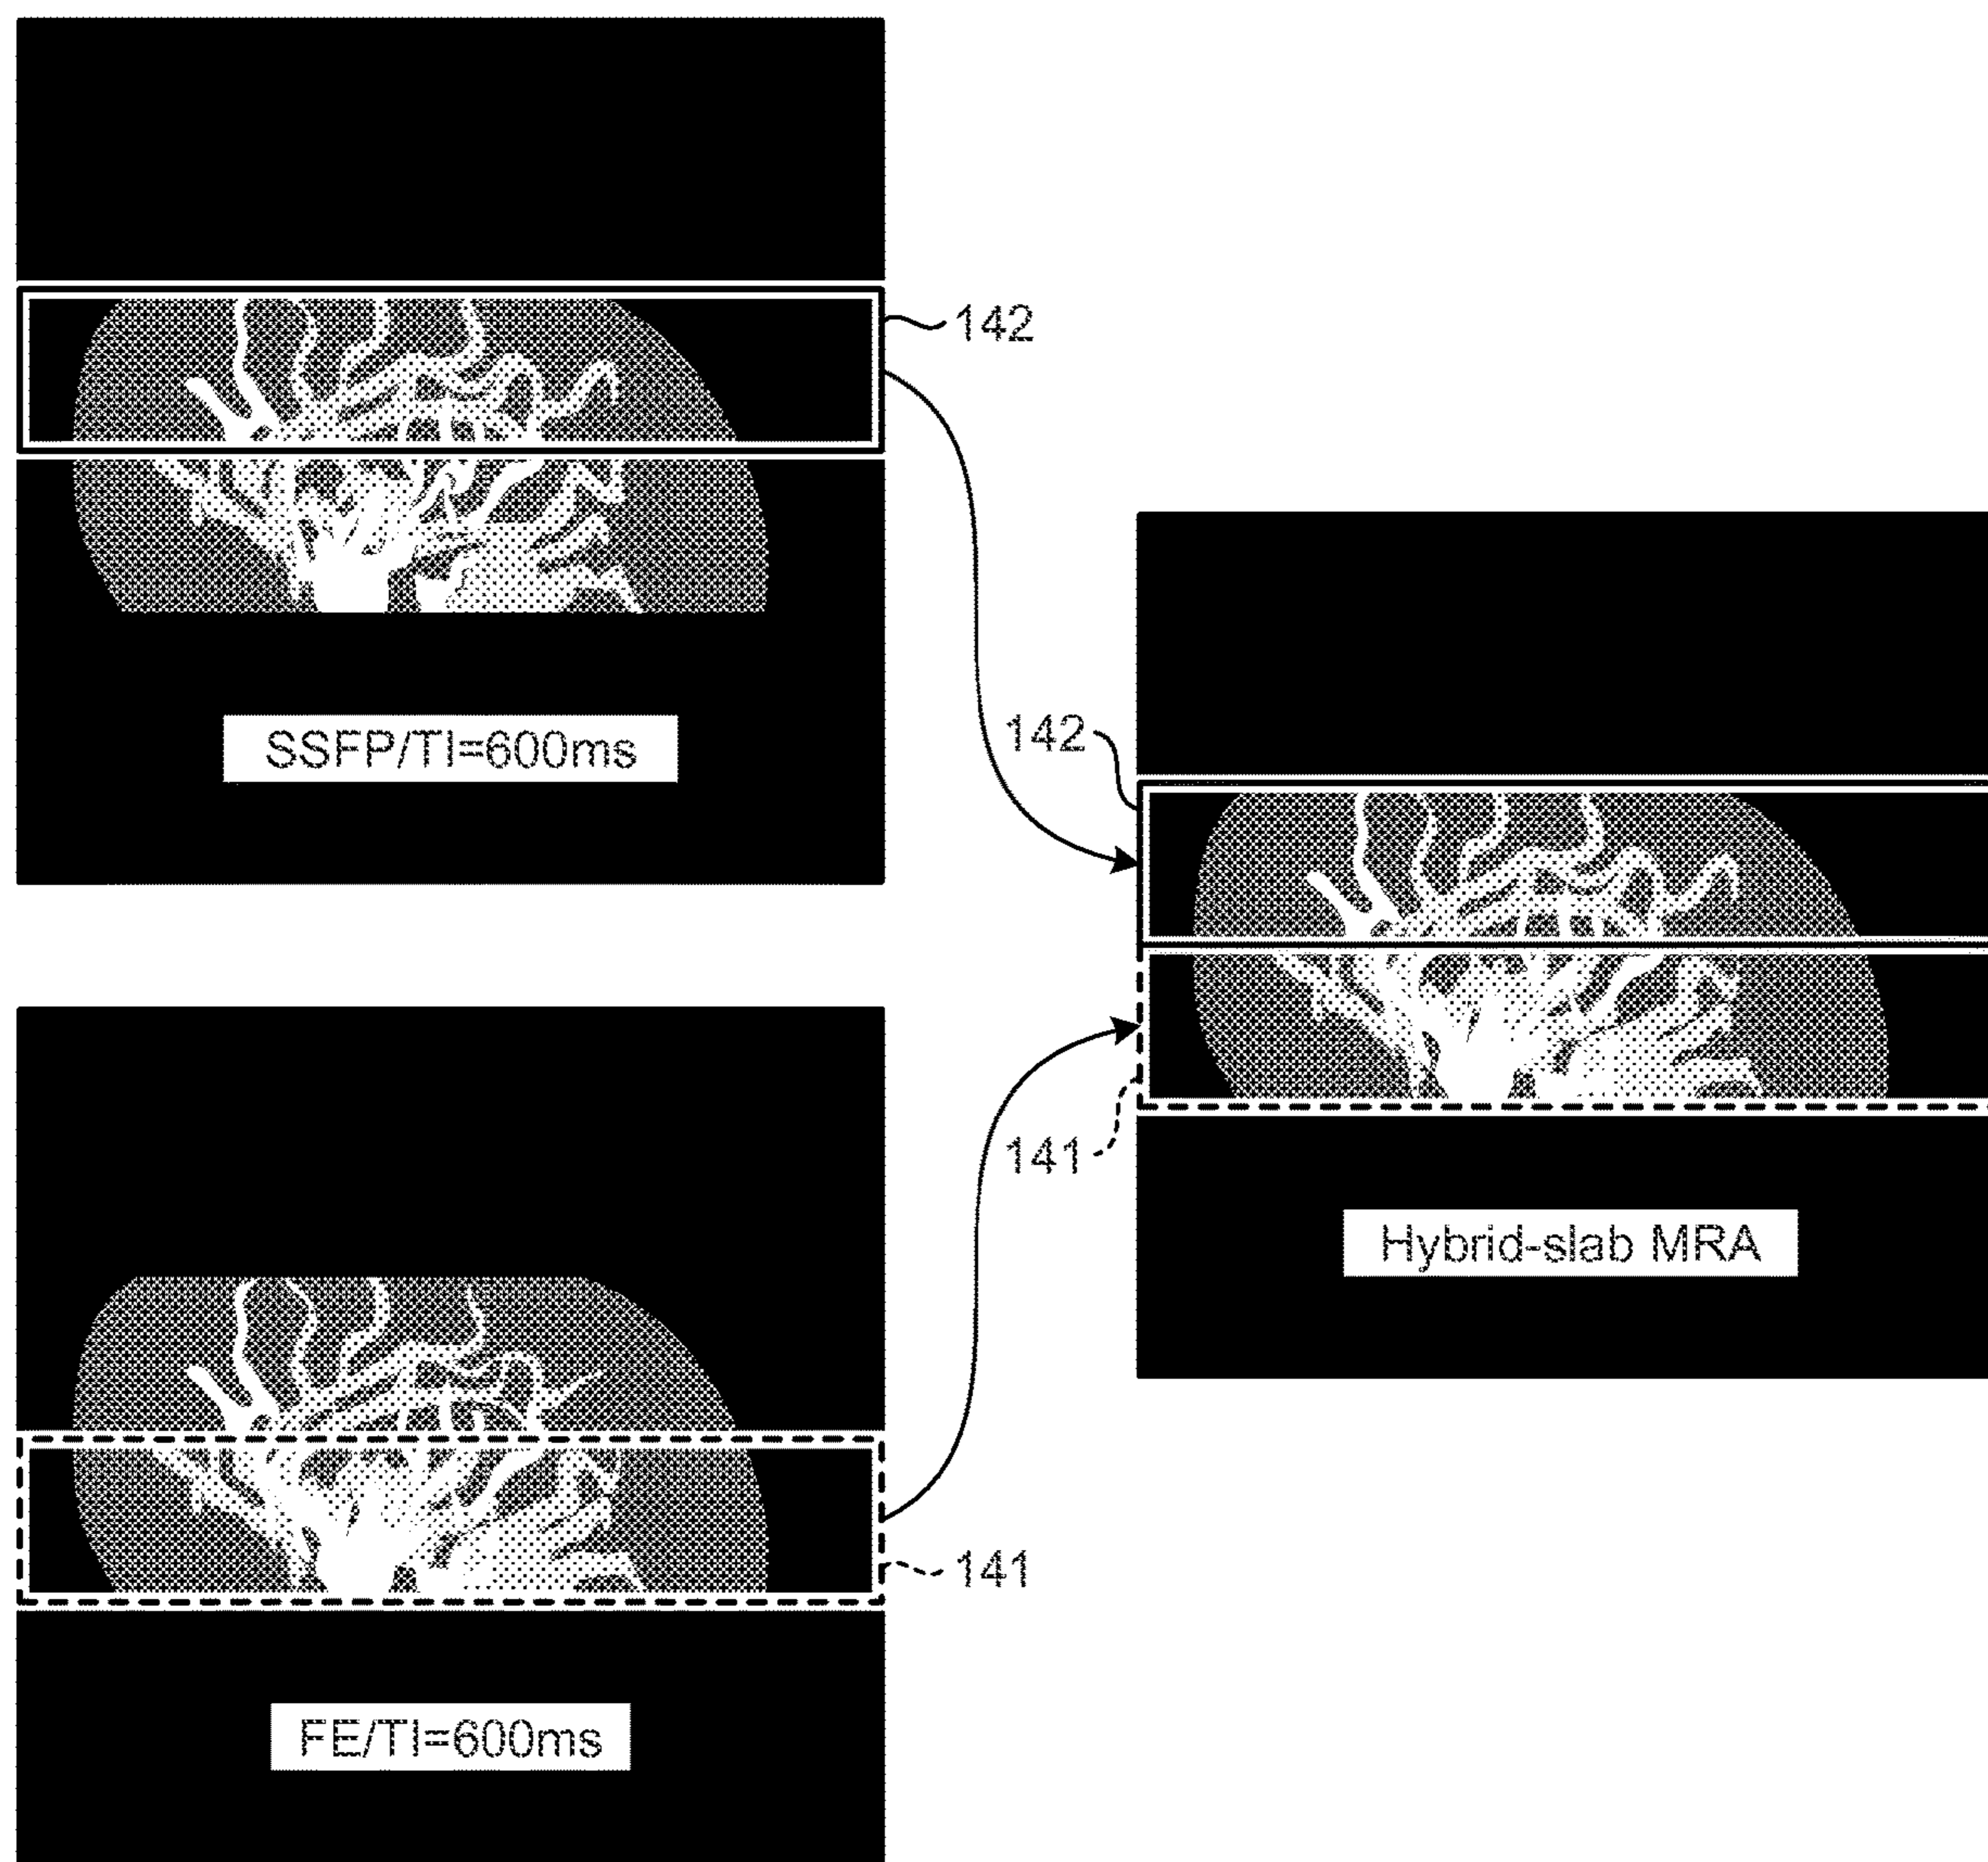 142
SSFP/TI=600ms
142
141
Hybrid-slab MRA
141
FE/TI=600ms